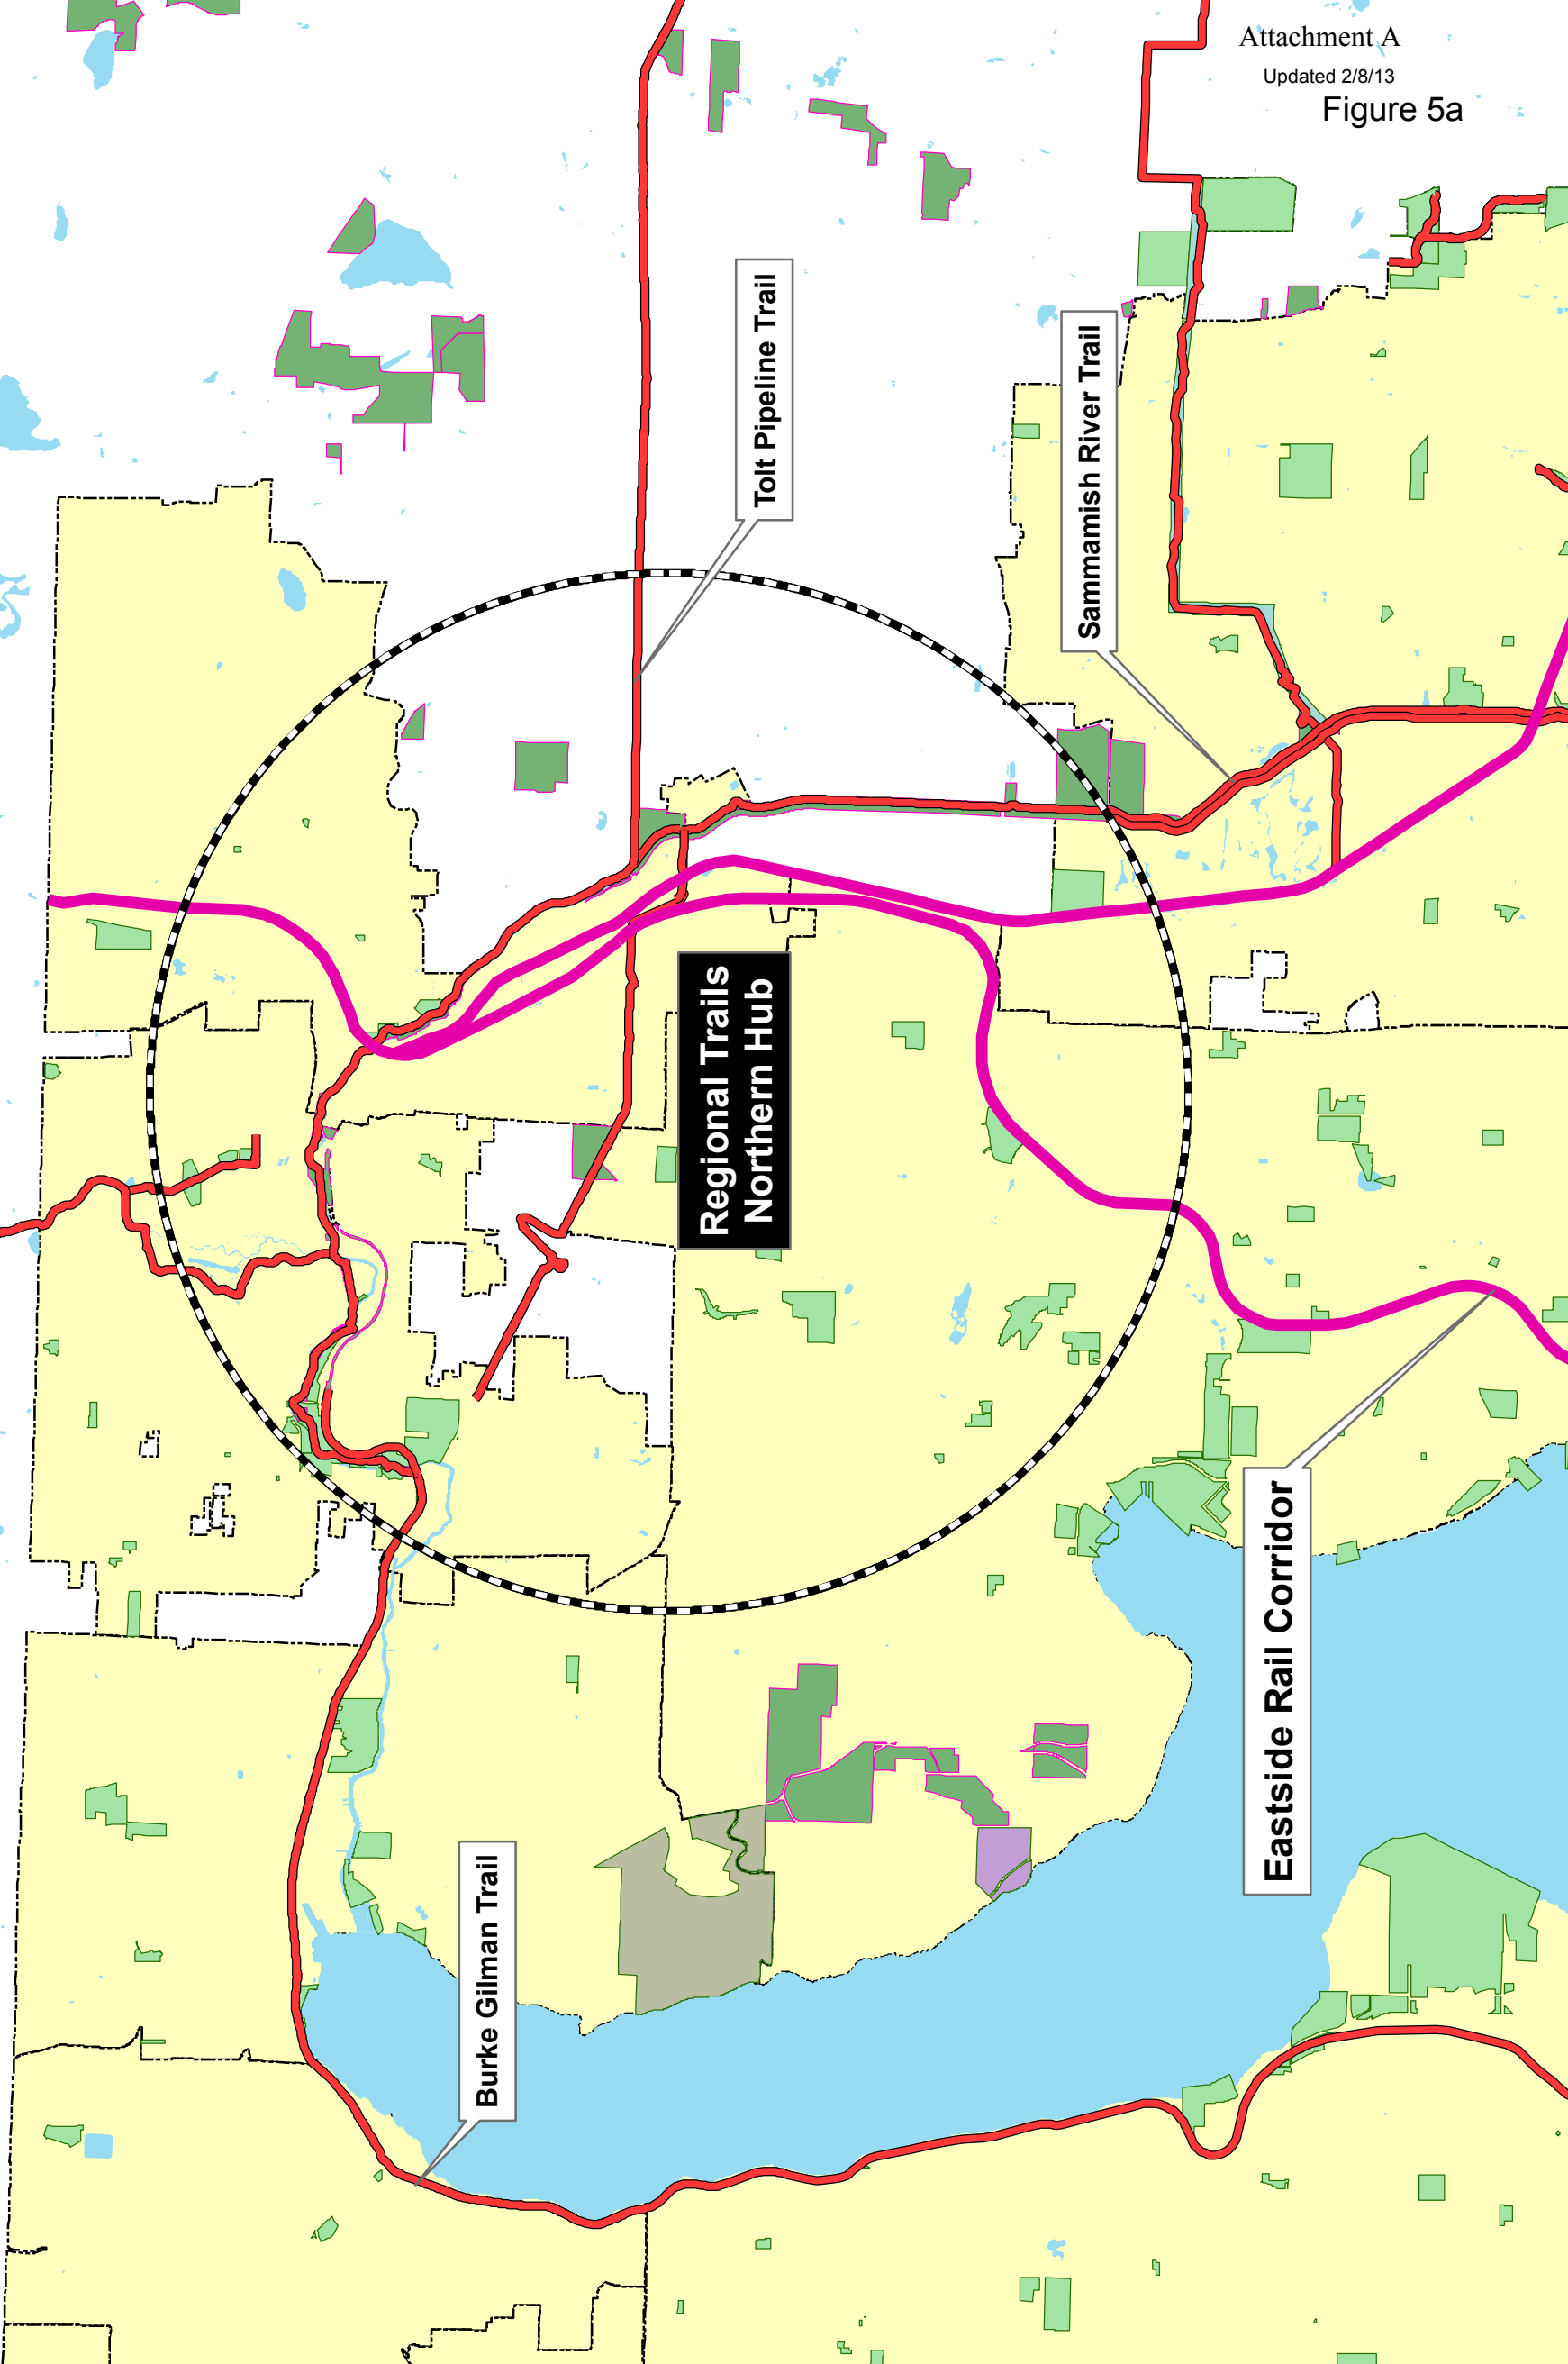 Attachment A
Updated 2/8/13
Figure 5a
Tolt Pipeline Trail
Sammamish River Trail
Regional Trails
Northern Hub
Eastside Rail Corridor
Burke Gilman Trail